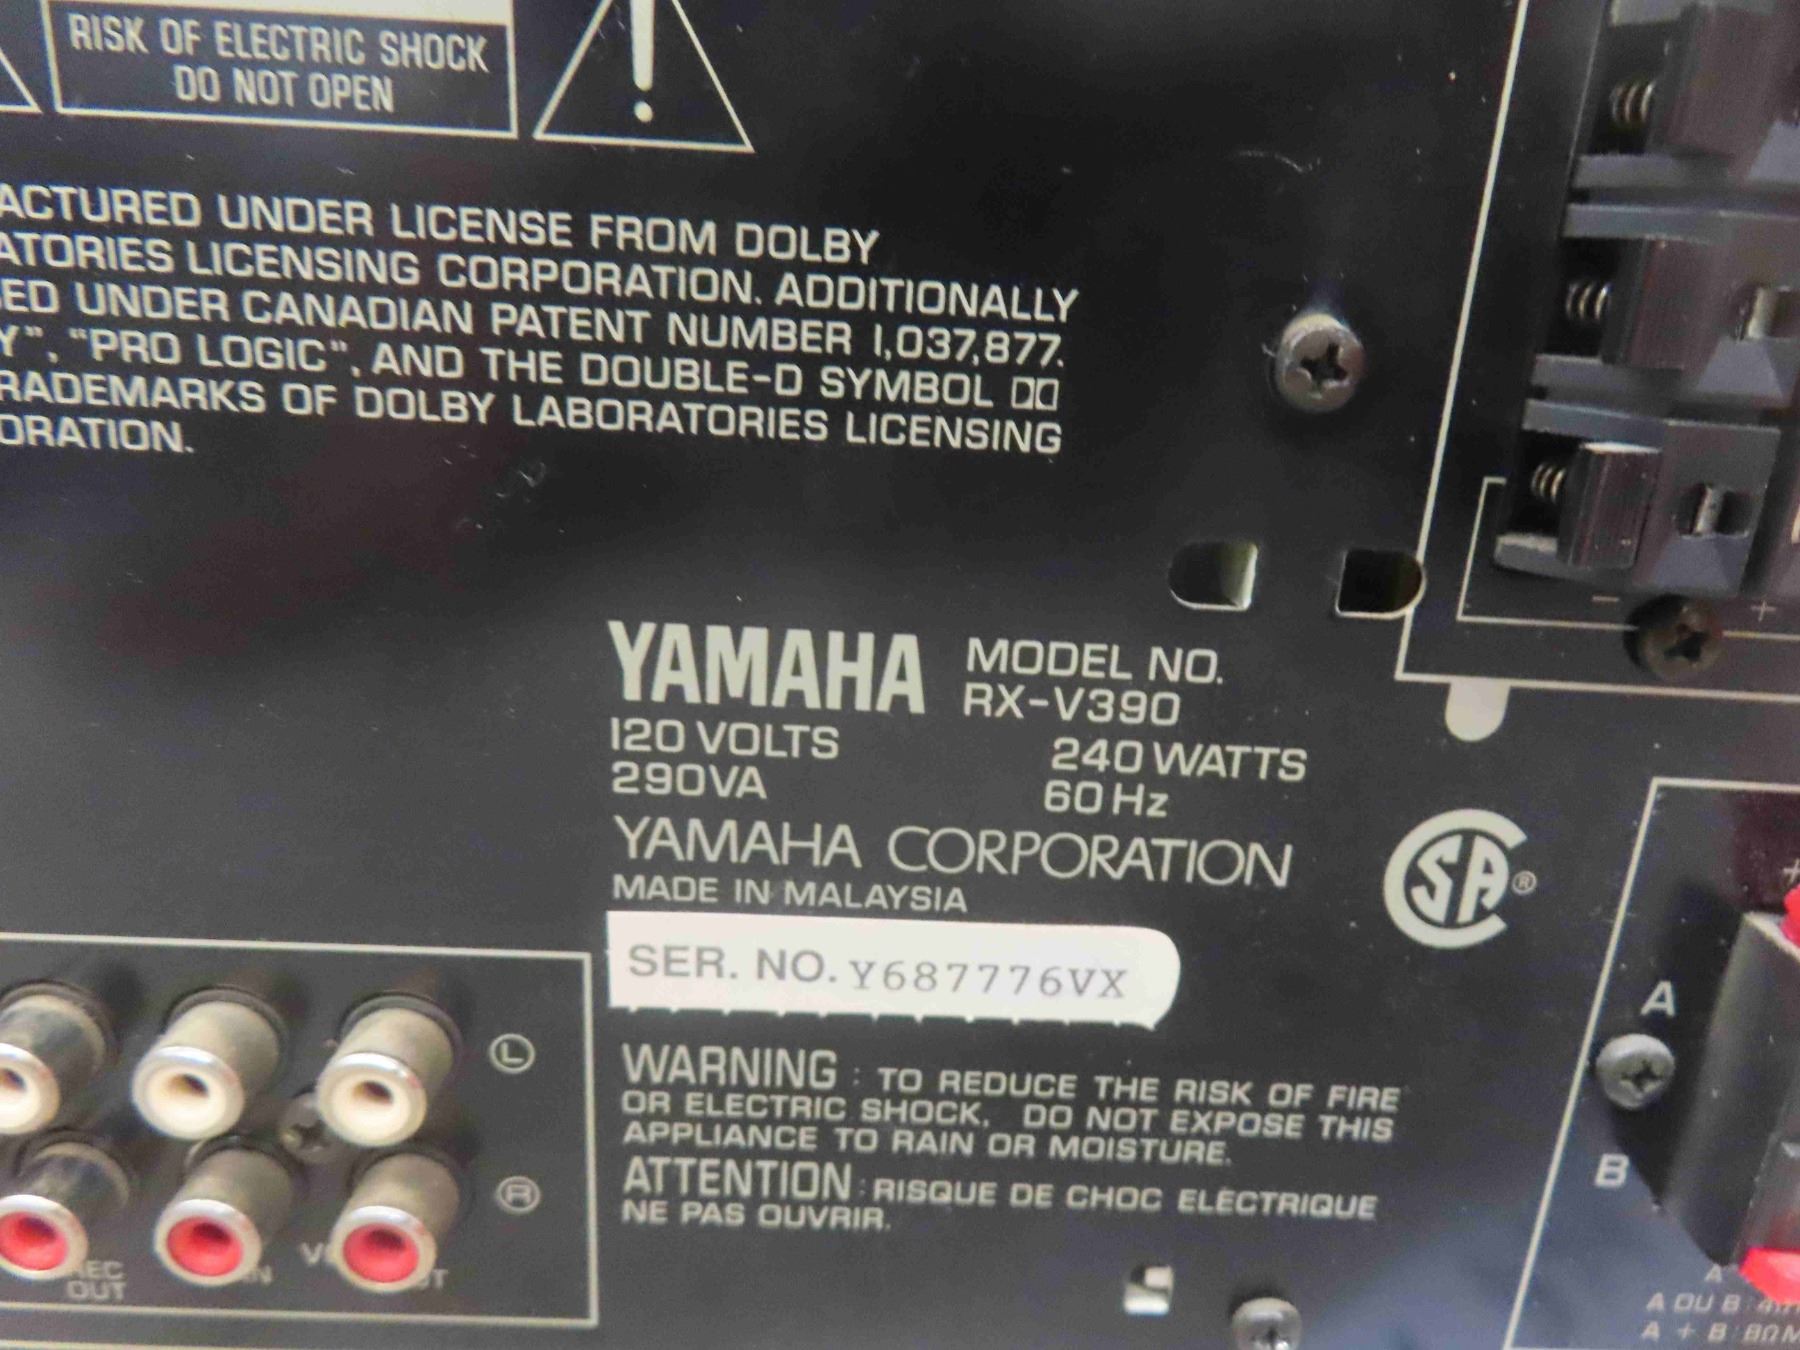 RISK OF ELECTRIC SHOCK
DO NOT OPEN
ACTURED UNDER LICENSE FROM DOLBY
ATORIES LICENSING CORPORATION. ADDITIONALLY
ED UNDER CANADIAN PATENT NUMBER 1,037,877.
Y", "PRO LOGIC", AND THE DOUBLE-D SYMBOL
RADEMARKS OF DOLBY LABORATORIES LICENSING
ORATION.
YAMAHA MODEL NO.
RX-V390
120 VOLTS 240 WATTS
290VA 60 Hz
YAMAHA CORPORATION
MADE IN MALAYSIA
SA®
SER. NO. Y687776VX
WARNING : TO REDUCE THE RISK OF FIRE
OR ELECTRIC SHOCK, DO NOT EXPOSE THIS
APPLIANCE TO RAIN OR MOISTURE.
ATTENTION : RISQUE DE CHOC ELECTRIQUE
NE PAS OUVRIR.
L
R
OUT
- +
A
B
A OU B
A + B